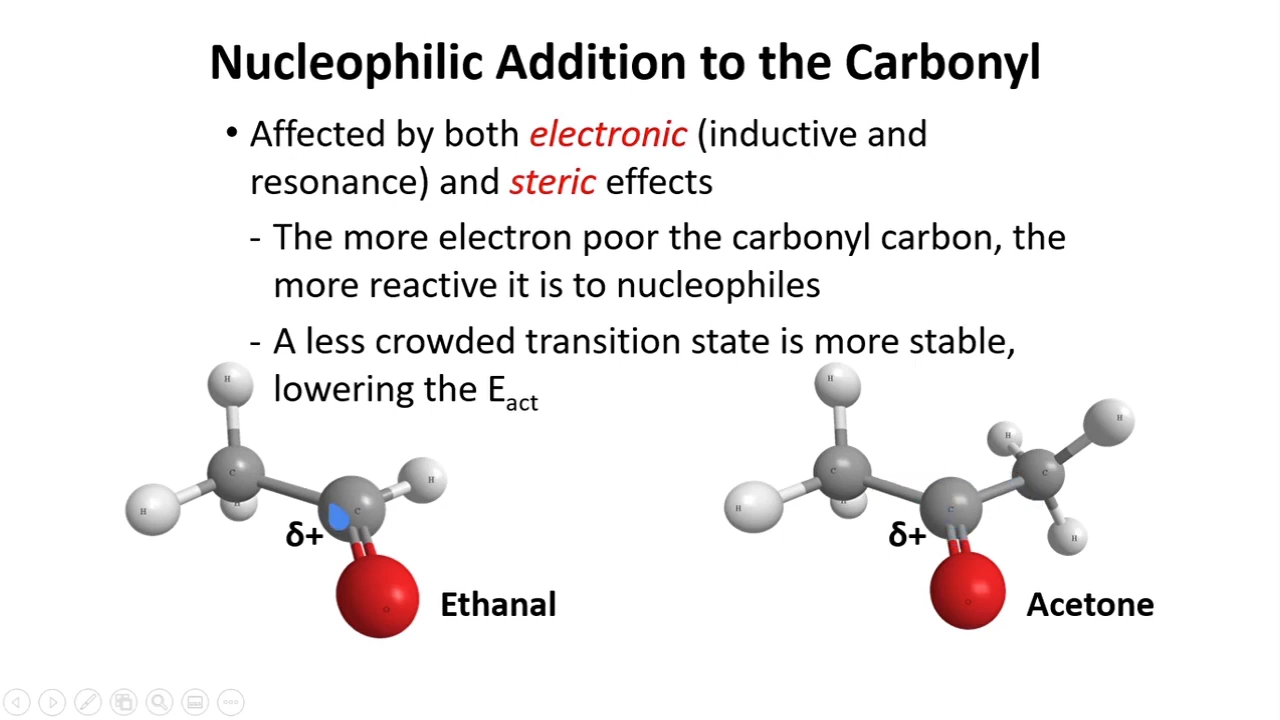 Nucleophilic Addition to the Carbonyl
• Affected by both electronic (inductive and
resonance) and steric effects
- The more electron poor the carbonyl carbon, the
more reactive it is to nucleophiles
- A less crowded transition state is more stable,
lowering the Eact
H
C
H
H
C
H
δ+
O
Ethanal
H
C
H
H
C
H
H
C
H
δ+
O
Acetone